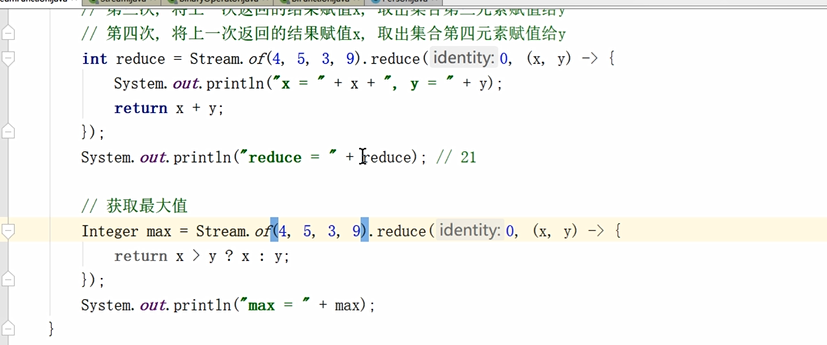 // 第三次, 将上一次返回的结果赋值x, 取出集合第三元素赋值给y
// 第四次, 将上一次返回的结果赋值x, 取出集合第四元素赋值给y
int reduce = Stream.of(4, 5, 3, 9).reduce( identity: 0, (x, y) -> {
System.out.println("x = " + x + ", y = " + y);
return x + y;
});
System.out.println("reduce = " + reduce); // 21
// 获取最大值
Integer max = Stream.of(4, 5, 3, 9).reduce( identity: 0, (x, y) -> {
return x > y ? x : y;
});
System.out.println("max = " + max);
}